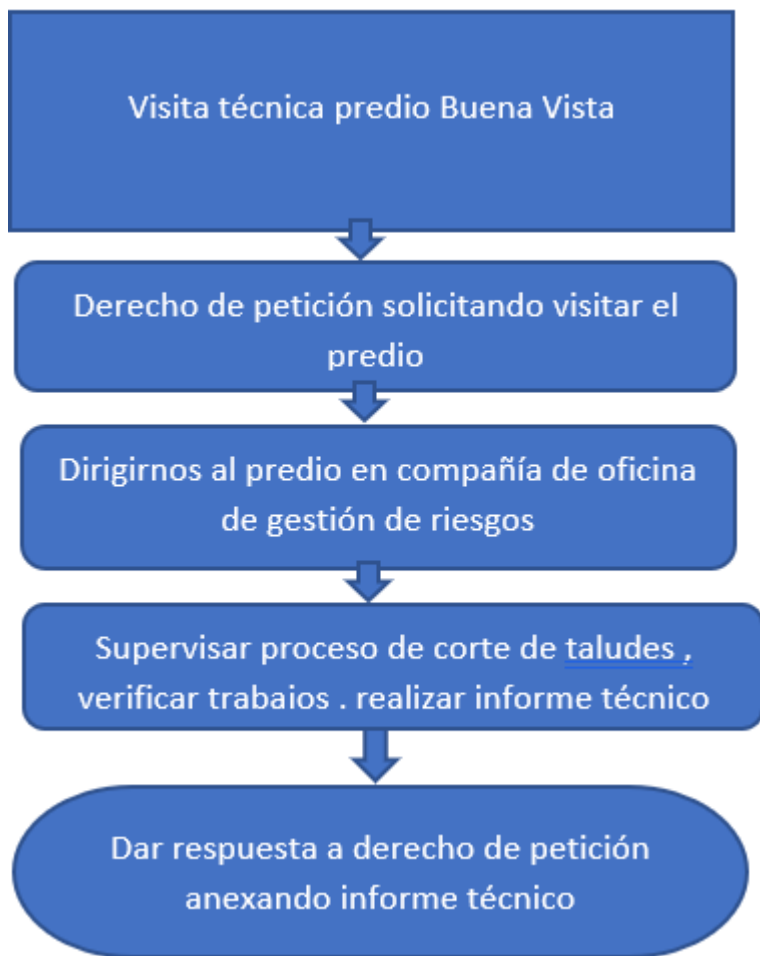 Visita técnica predio Buena Vista
Derecho de petición solicitando visitar el
predio
Dirigirnos al predio en compañía de oficina
de gestión de riesgos
Supervisar proceso de corte de taludes ,
verificar trabajos . realizar informe técnico
Dar respuesta a derecho de petición
anexando informe técnico